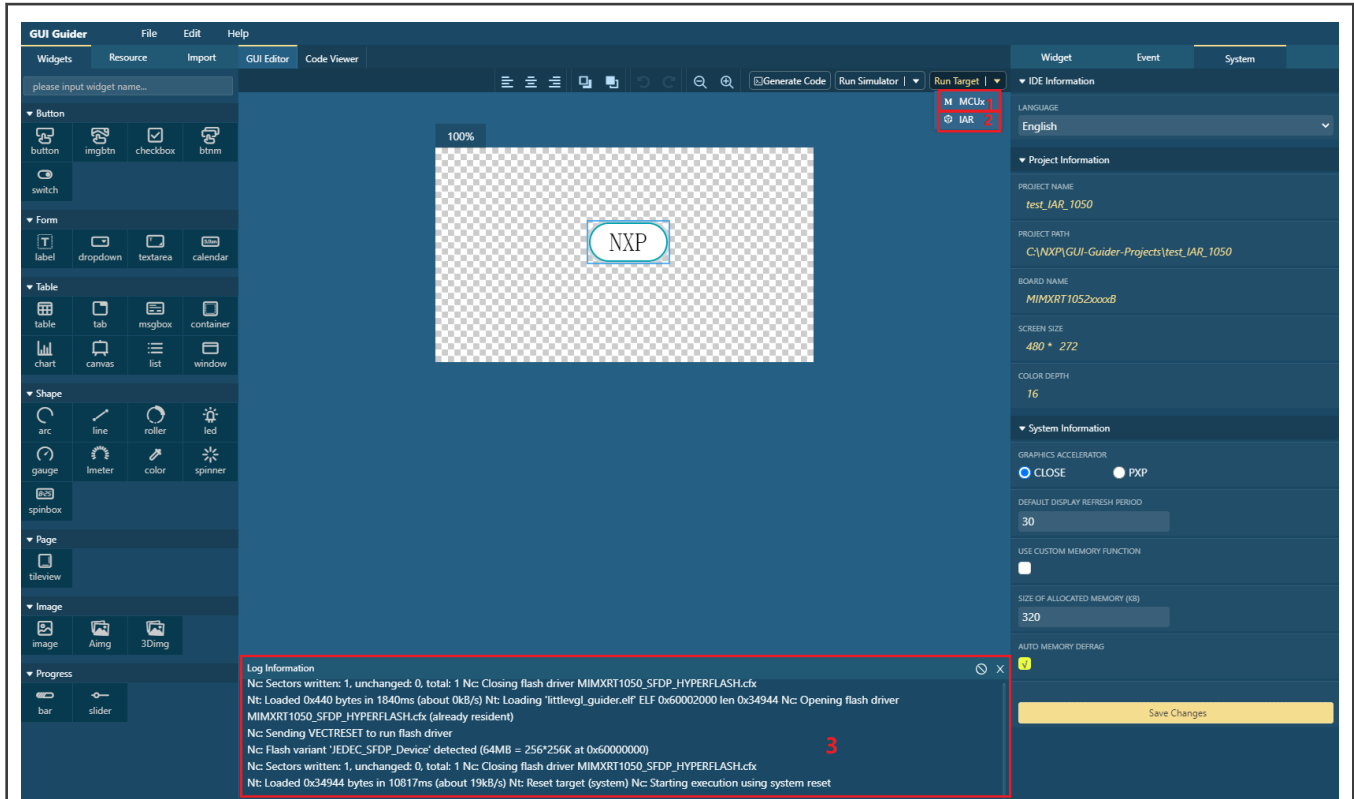 GUI Guider File Edit Help
Widgets Resource Import GUI Editor Code Viewer Widget Event System
please input widget name...
Generate Code Run Simulator | ▾ Run Target | ▾
M MCUx 1
IAR 2
▾ Button
button imgbtn checkbox btnm
switch
▾ Form
label dropdown textarea calendar
▾ Table
table tab msgbox container
chart canvas list window
▾ Shape
arc line roller led
gauge lmeter color spinner
spinbox
▾ Page
tileview
▾ Image
image Aimg 3Dimg
▾ Progress
bar slider
100%
NXP
Log Information X
Nc: Sectors written: 1, unchanged: 0, total: 1 Nc: Closing flash driver MIMXRT1050_SFDP_HYPERFLASH.cfx
Nt: Loaded 0x440 bytes in 1840ms (about 0kB/s) Nt: Loading 'littlevgl_guider.elf' ELF 0x60002000 len 0x34944 Nc: Opening flash driver
MIMXRT1050_SFDP_HYPERFLASH.cfx (already resident)
Nc: Sending VECTRESET to run flash driver
Nc: Flash variant 'JEDEC_SFDP_Device' detected (64MB = 256*256K at 0x60000000)
Nc: Sectors written: 1, unchanged: 0, total: 1 Nc: Closing flash driver MIMXRT1050_SFDP_HYPERFLASH.cfx
Nt: Loaded 0x34944 bytes in 10817ms (about 19kB/s) Nt: Reset target (system) Nc: Starting execution using system reset
3
▾ IDE Information
LANGUAGE
English
▾ Project Information
PROJECT NAME
test_IAR_1050
PROJECT PATH
C:\NXP\GUI-Guider-Projects\test_IAR_1050
BOARD NAME
MIMXRT1052xxxxB
SCREEN SIZE
480 * 272
COLOR DEPTH
16
▾ System Information
GRAPHICS ACCELERATOR
CLOSE PXP
DEFAULT DISPLAY REFRESH PERIOD
30
USE CUSTOM MEMORY FUNCTION
SIZE OF ALLOCATED MEMORY (KB)
320
AUTO MEMORY DEFRAG
Save Changes